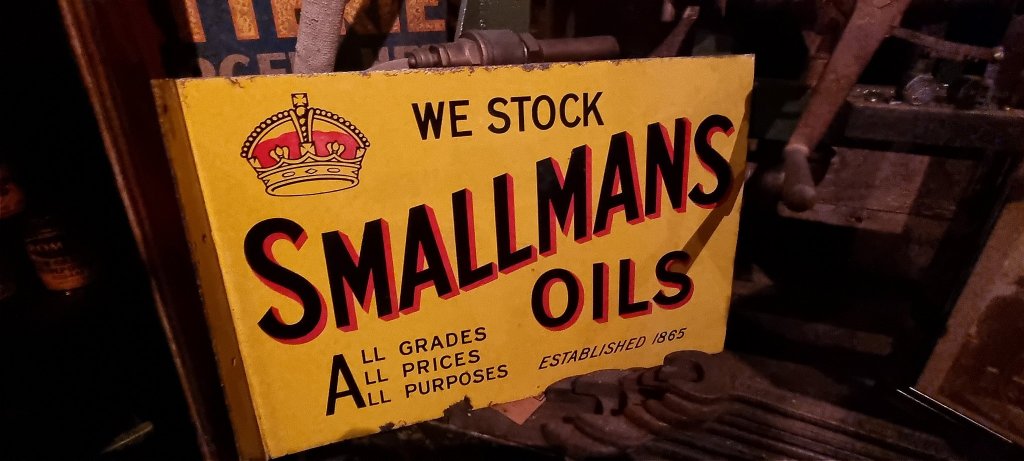 WE STOCK
SMALLMANS
OILS
ALL GRADES
ALL PRICES
ALL PURPOSES
ESTABLISHED 1865